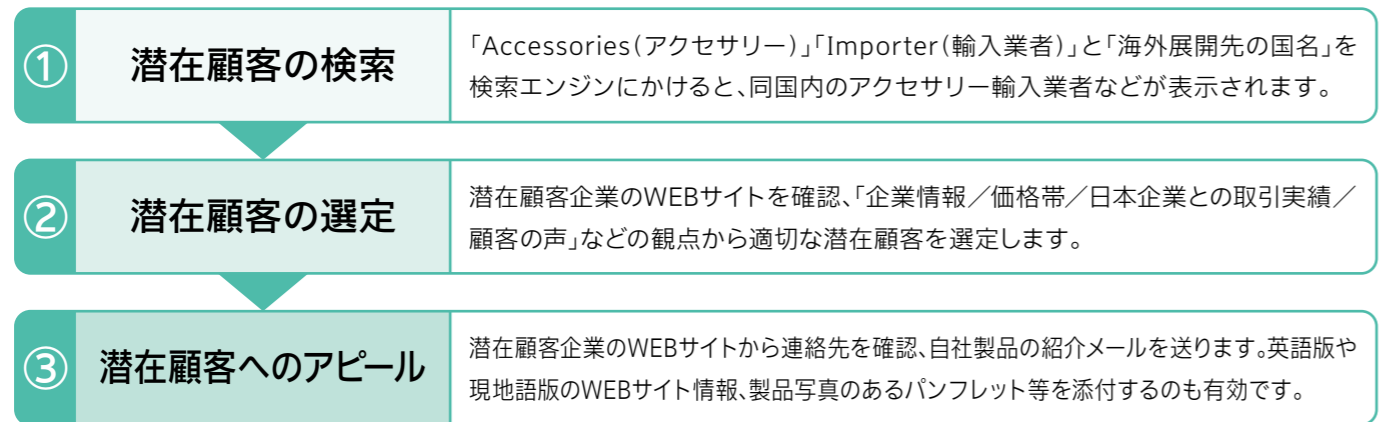 ①
潜在顧客の検索
「Accessories(アクセサリー)」「Importer(輸入業者)」と「海外展開先の国名」を
検索エンジンにかけると、同国内のアクセサリー輸入業者などが表示されます。
②
潜在顧客の選定
潜在顧客企業のWEBサイトを確認、「企業情報／価格帯／日本企業との取引実績／
顧客の声」などの観点から適切な潜在顧客を選定します。
③
潜在顧客へのアピール
潜在顧客企業のWEBサイトから連絡先を確認、自社製品の紹介メールを送ります。英語版や
現地語版のWEBサイト情報、製品写真のあるパンフレット等を添付するのも有効です。